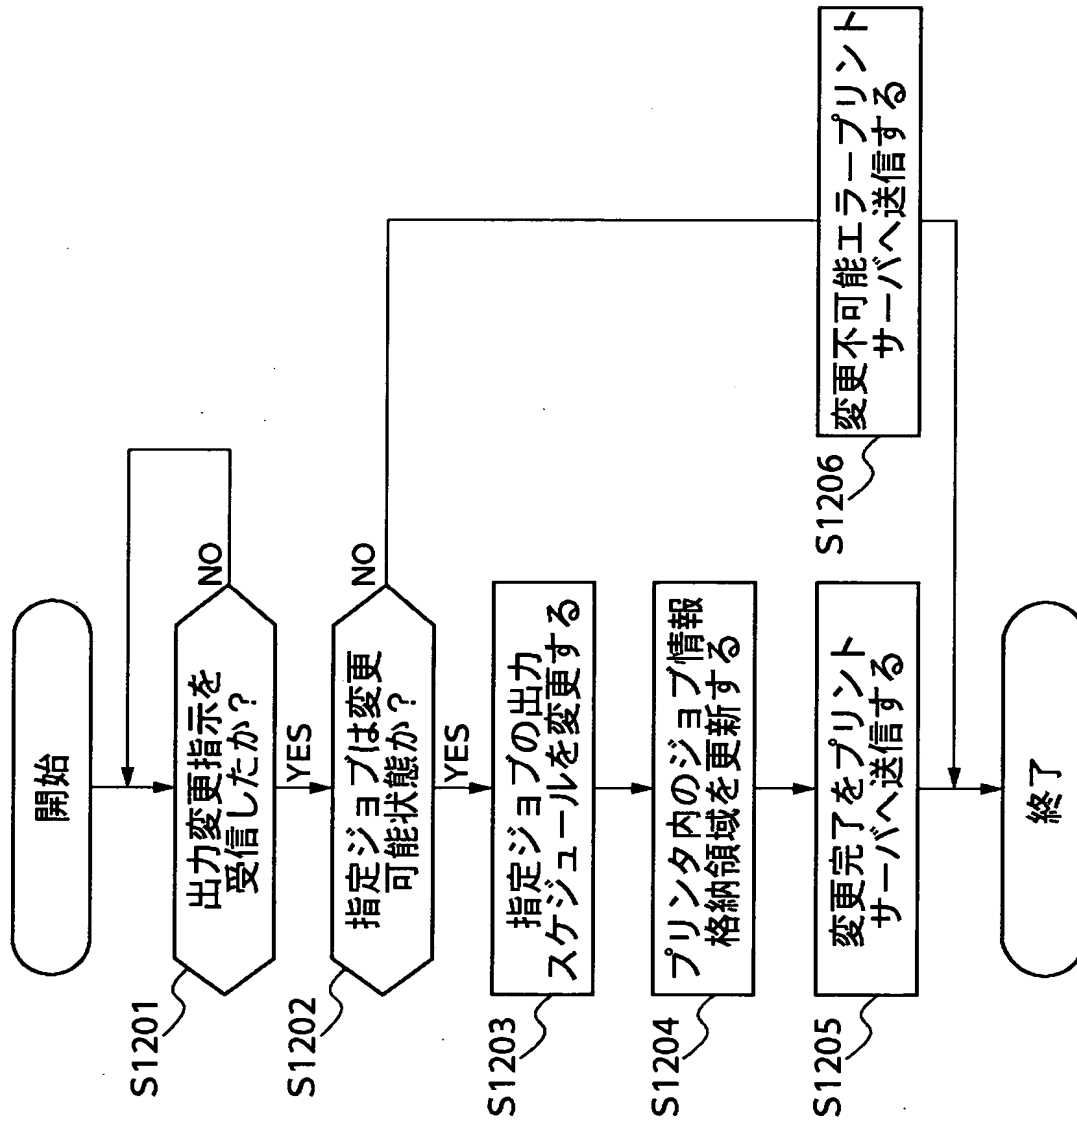 開始
S1201
出力変更指示を
受信したか?
NO
YES
S1202
指定ジョブは変更
可能状態か?
NO
YES
S1203
指定ジョブの出力
スケジュールを変更する
S1204
プリンタ内のジョブ情報
格納領域を更新する
S1205
変更完了をプリント
サーバへ送信する
S1206
変更不可能エラープリント
サーバへ送信する
終了